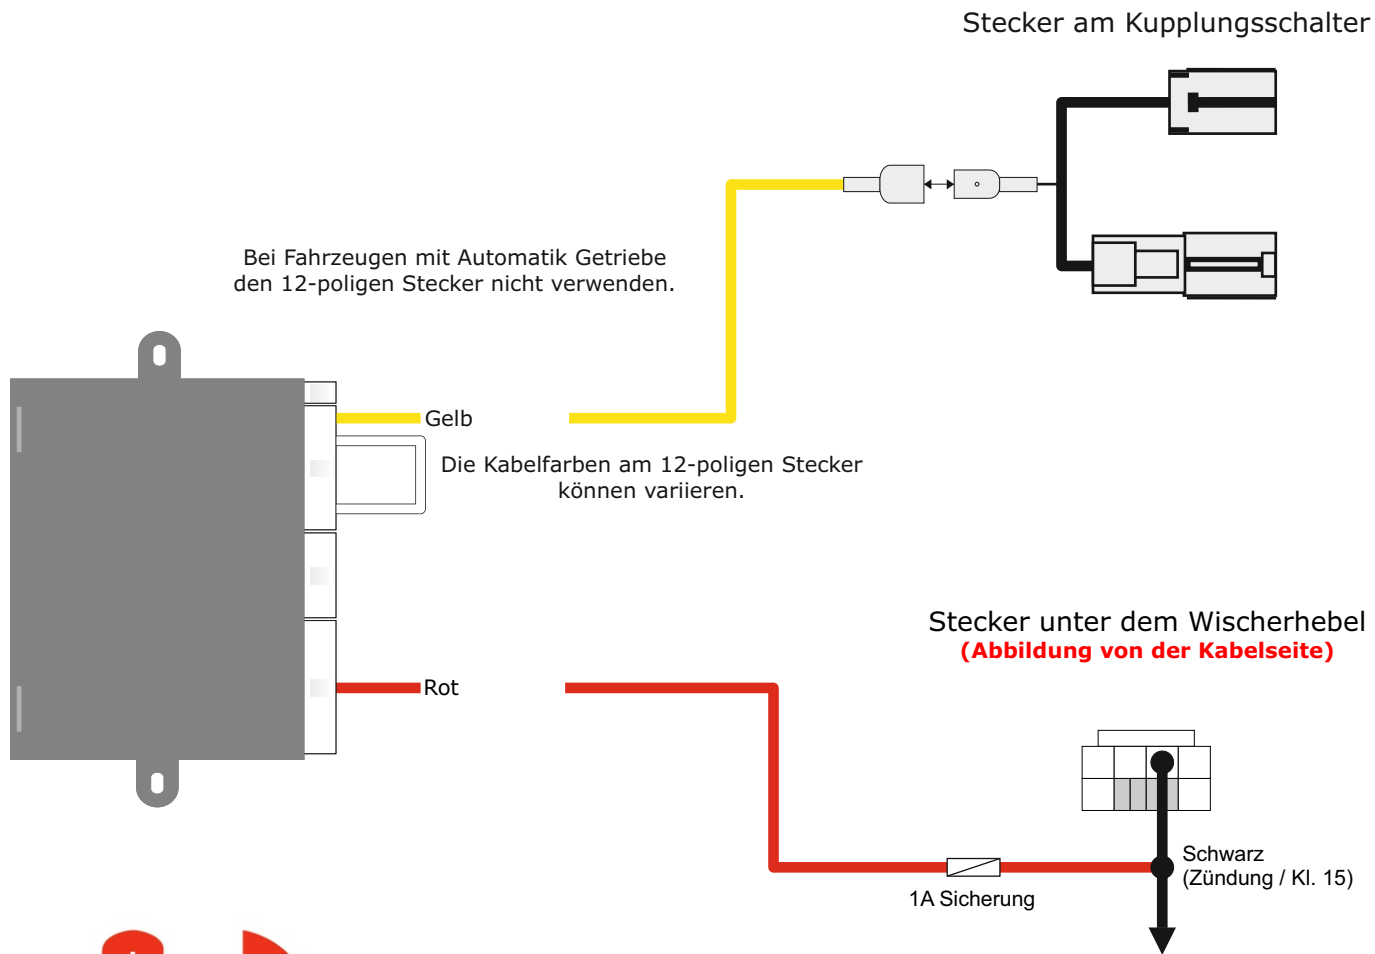 Stecker am Kupplungsschalter
Bei Fahrzeugen mit Automatik Getriebe
den 12-poligen Stecker nicht verwenden.
Gelb
Die Kabelfarben am 12-poligen Stecker
können variieren.
Stecker unter dem Wischerhebel
(Abbildung von der Kabelseite)
Rot
Schwarz
(Zündung / Kl. 15)
1A Sicherung